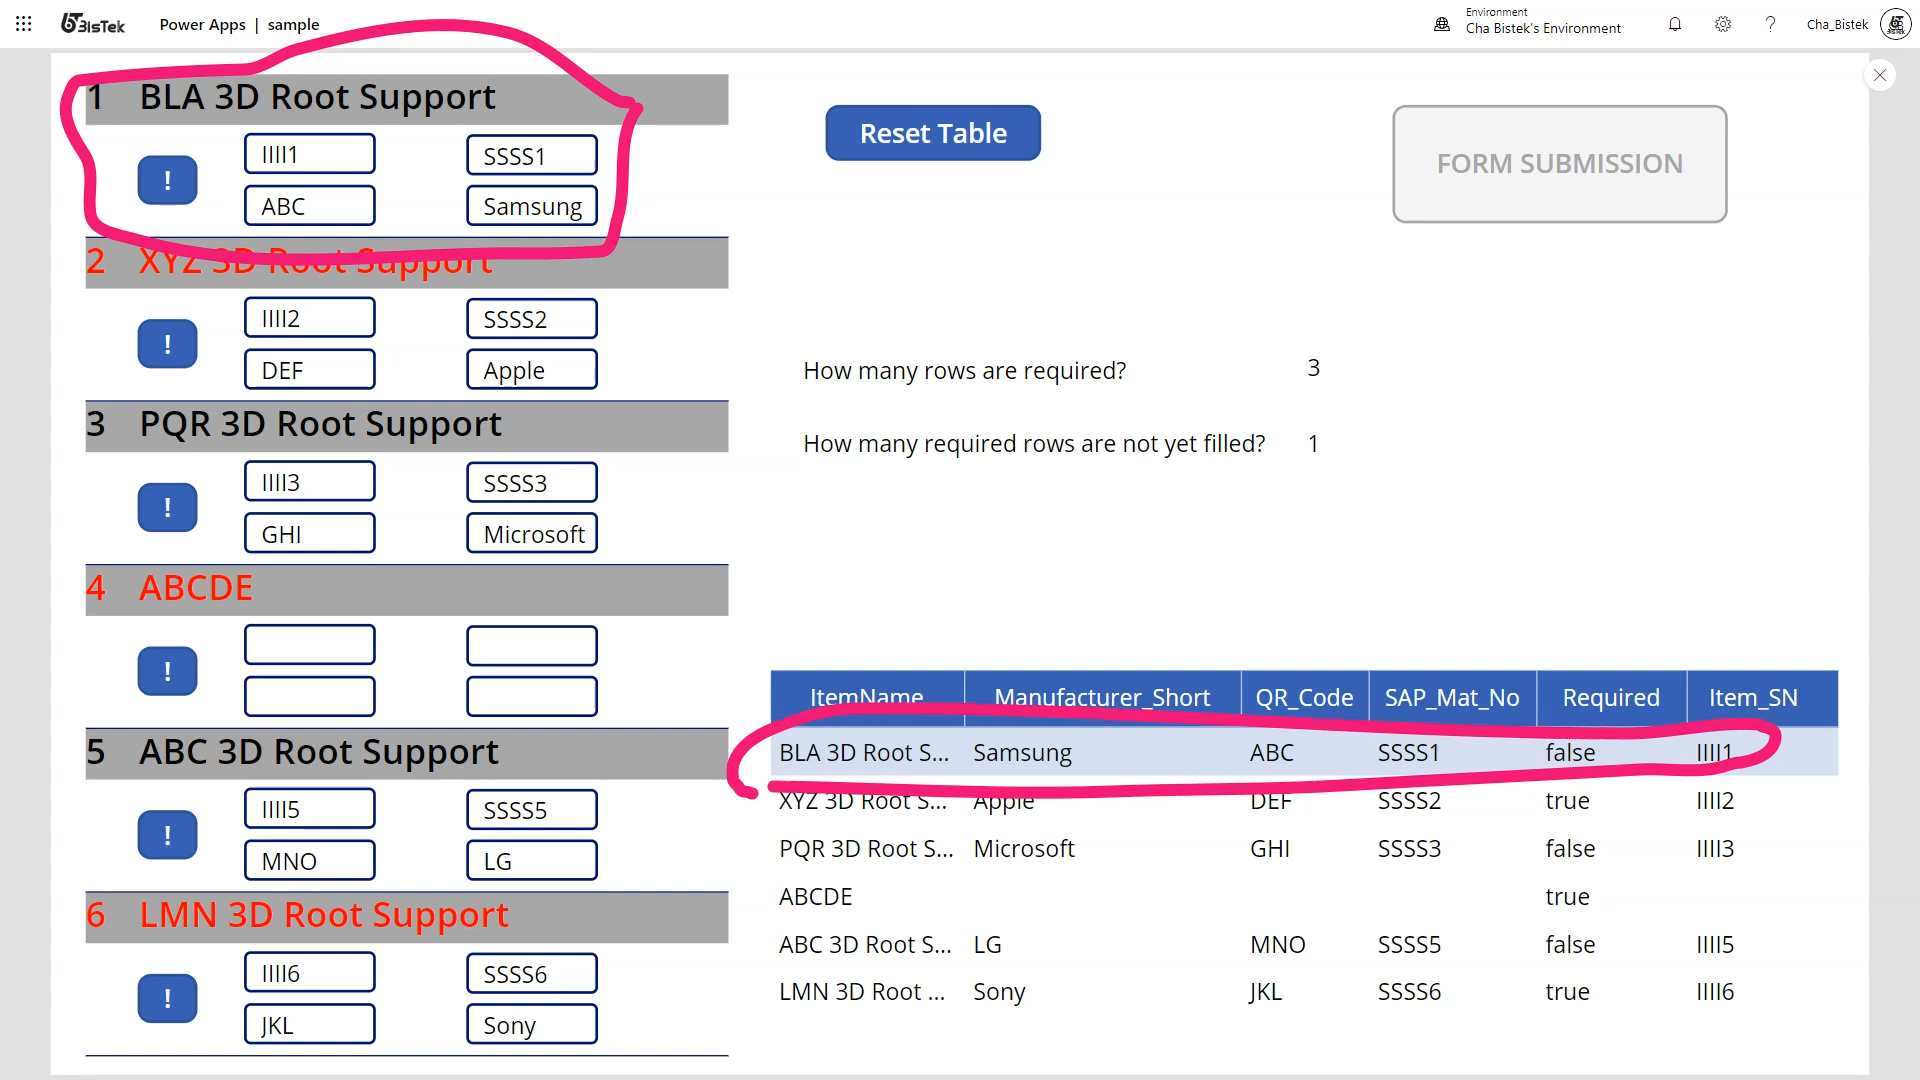 BisTek Power Apps | sample
Environment
Cha Bistek's Environment
?
Cha_Bistek
1 BLA 3D Root Support
! IIII1 SSSS1
ABC Samsung
2 XYZ 3D Root Support
! IIII2 SSSS2
DEF Apple
3 PQR 3D Root Support
! IIII3 SSSS3
GHI Microsoft
4 ABCDE
!
5 ABC 3D Root Support
! IIII5 SSSS5
MNO LG
6 LMN 3D Root Support
! IIII6 SSSS6
JKL Sony
Reset Table
FORM SUBMISSION
How many rows are required? 3
How many required rows are not yet filled? 1
ItemName Manufacturer_Short QR_Code SAP_Mat_No Required Item_SN
BLA 3D Root S... Samsung ABC SSSS1 false IIII1
XYZ 3D Root S... Apple DEF SSSS2 true IIII2
PQR 3D Root S... Microsoft GHI SSSS3 false IIII3
ABCDE true
ABC 3D Root S... LG MNO SSSS5 false IIII5
LMN 3D Root ... Sony JKL SSSS6 true IIII6